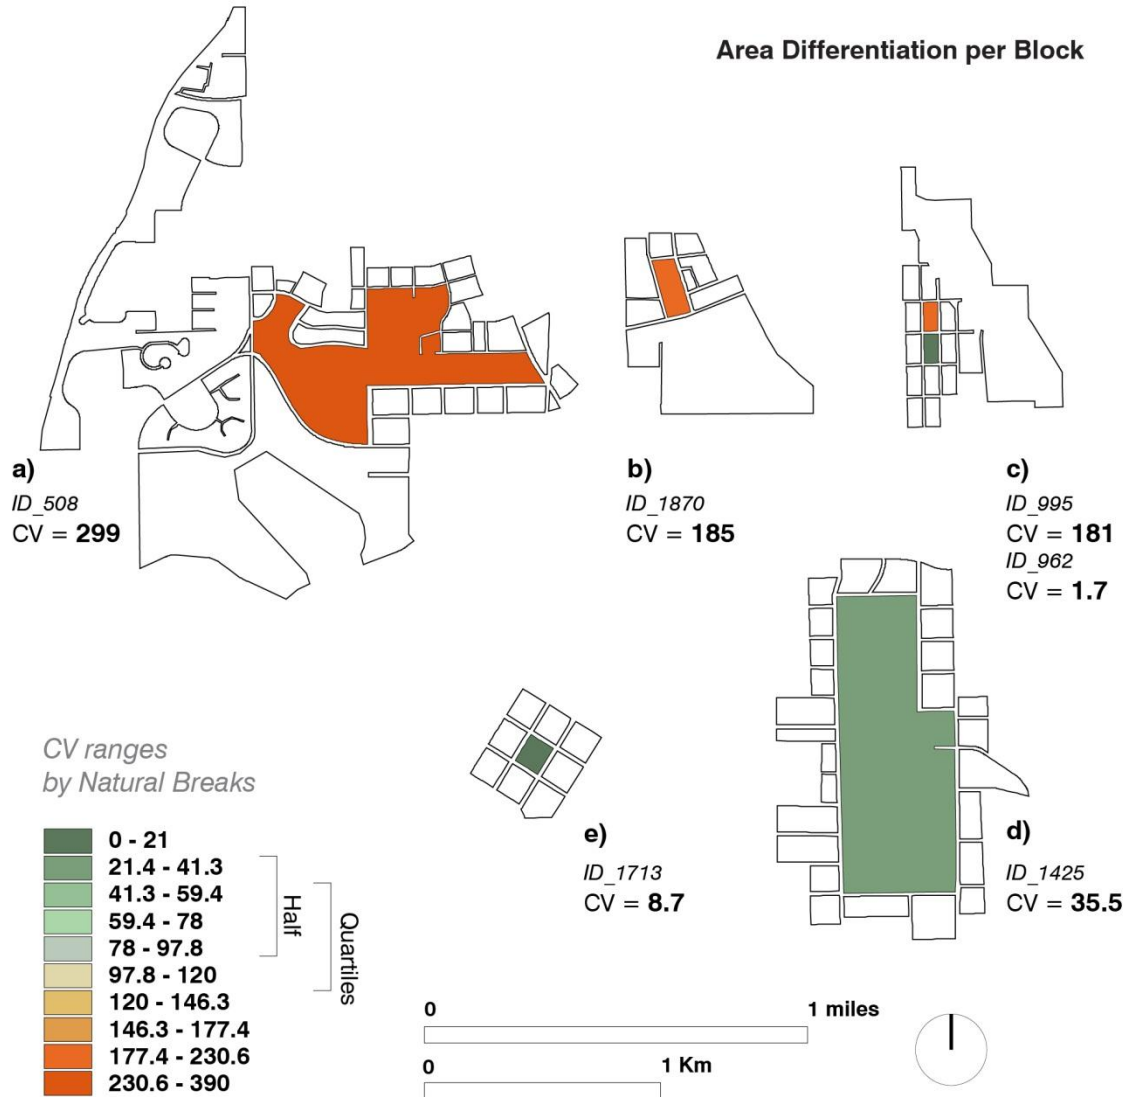 Area Differentiation per Block
a)
ID_508
CV = 299
b)
ID_1870
CV = 185
c)
ID_995
CV = 181
ID_962
CV = 1.7
d)
ID_1425
CV = 35.5
e)
ID_1713
CV = 8.7
CV ranges
by Natural Breaks
0 - 21
21.4 - 41.3
41.3 - 59.4
59.4 - 78
78 - 97.8
97.8 - 120
120 - 146.3
146.3 - 177.4
177.4 - 230.6
230.6 - 390
Half
Quartiles
0
1 miles
0
1 Km